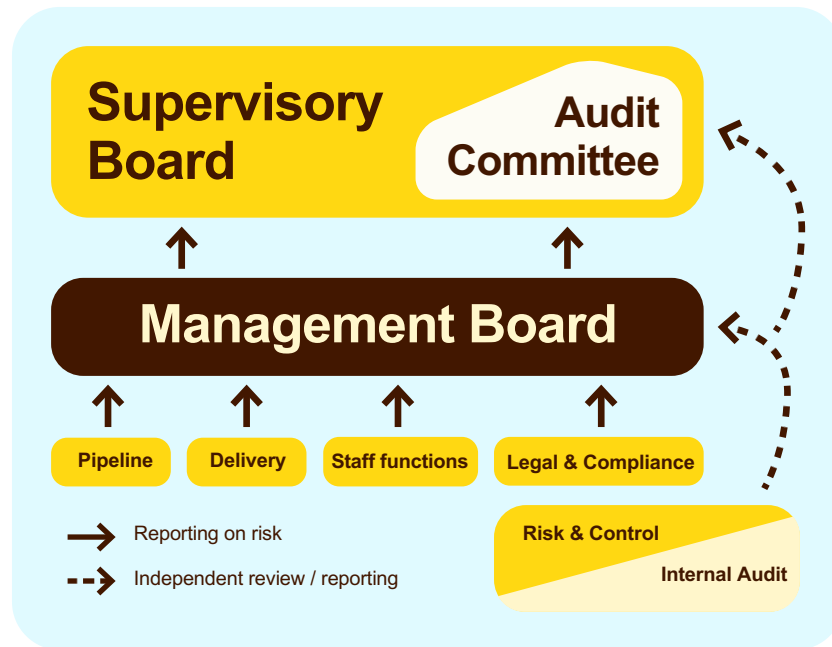 Supervisory
Board
Audit
Committee
Management Board
Pipeline
Delivery
Staff functions
Legal & Compliance
Reporting on risk
Independent review / reporting
Risk & Control
Internal Audit